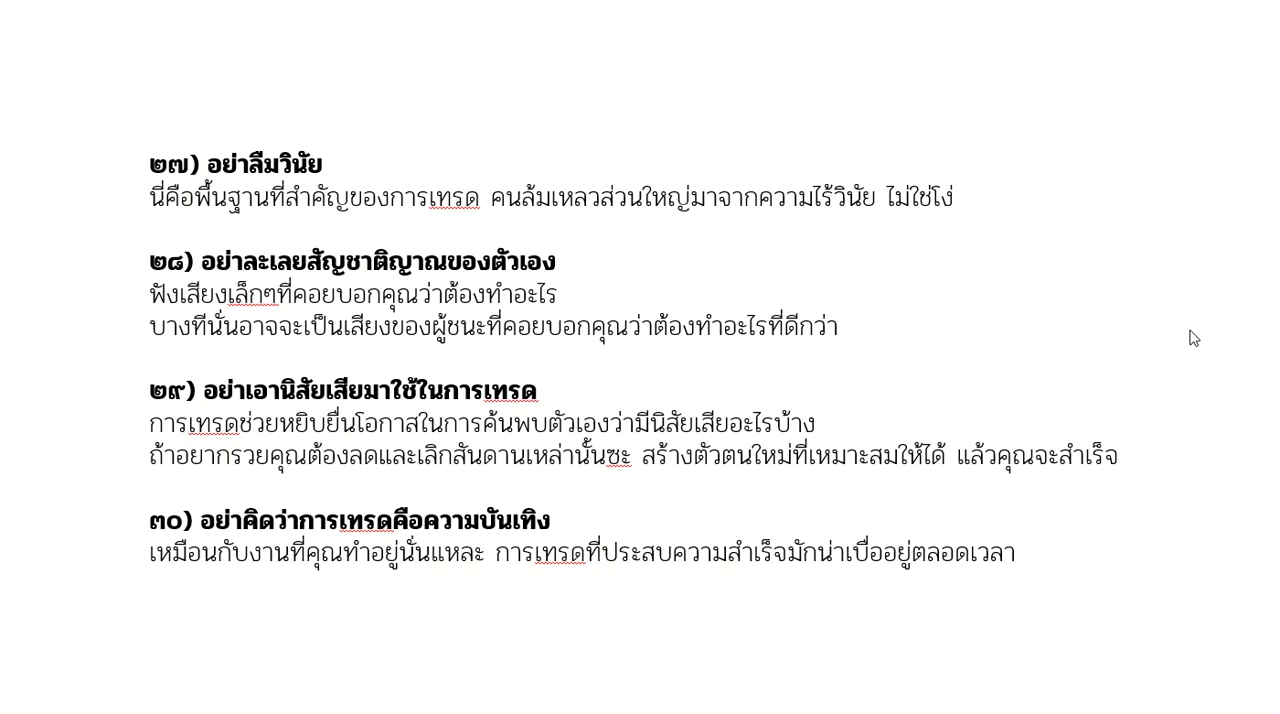 ๒๗) อย่าลืมวินัย
นี่คือพื้นฐานที่สำคัญของการเทรด คนล้มเหลวส่วนใหญ่มาจากความไร้วินัย ไม่ใช่โง่
๒๘) อย่าละเลยสัญชาติญาณของตัวเอง
ฟังเสียงเล็กๆที่คอยบอกคุณว่าต้องทำอะไร
บางทีนั่นอาจจะเป็นเสียงของผู้ชนะที่คอยบอกคุณว่าต้องทำอะไรที่ดีกว่า
๒๙) อย่าเอานิสัยเสียมาใช้ในการเทรด
การเทรดช่วยหยิบยื่นโอกาสในการค้นพบตัวเองว่ามีนิสัยเสียอะไรบ้าง
ถ้าอยากรวยคุณต้องลดและเลิกสันดานเหล่านั้นซะ สร้างตัวตนใหม่ที่เหมาะสมให้ได้ แล้วคุณจะสำเร็จ
๓๐) อย่าคิดว่าการเทรดคือความบันเทิง
เหมือนกับงานที่คุณทำอยู่นั่นแหละ การเทรดที่ประสบความสำเร็จมักน่าเบื่ออยู่ตลอดเวลา